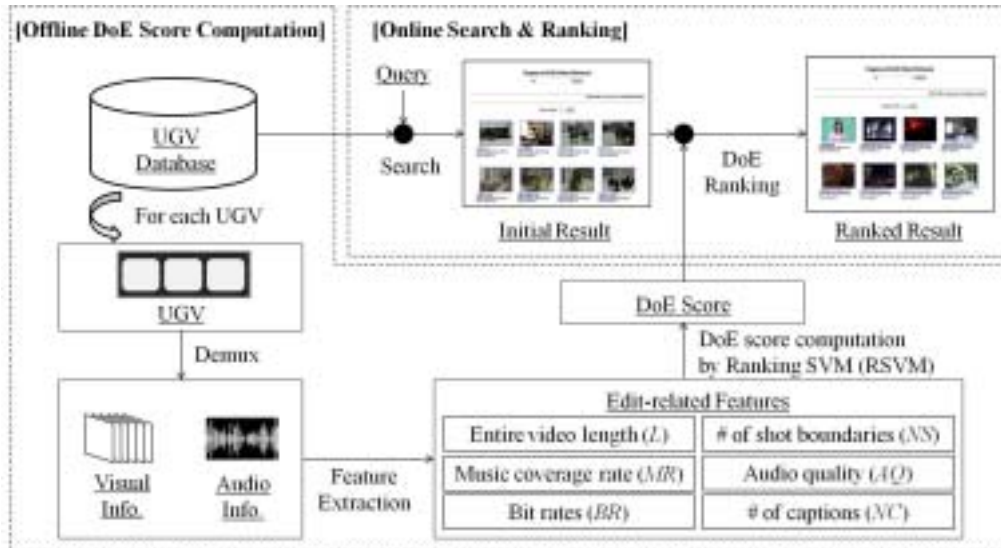 [Offline DoE Score Computation]
[Online Search & Ranking]
Query
UGV
Database
Search
DoE
Ranking
Initial Result
Ranked Result
For each UGV
UGV
Demux
DoE Score
DoE score computation
by Ranking SVM (RSVM)
Edit-related Features
Entire video length (L)
# of shot boundaries (NS)
Music coverage rate (MR)
Audio quality (AQ)
Bit rates (BR)
# of captions (NC)
Visual
Info.
Audio
Info.
Feature
Extraction